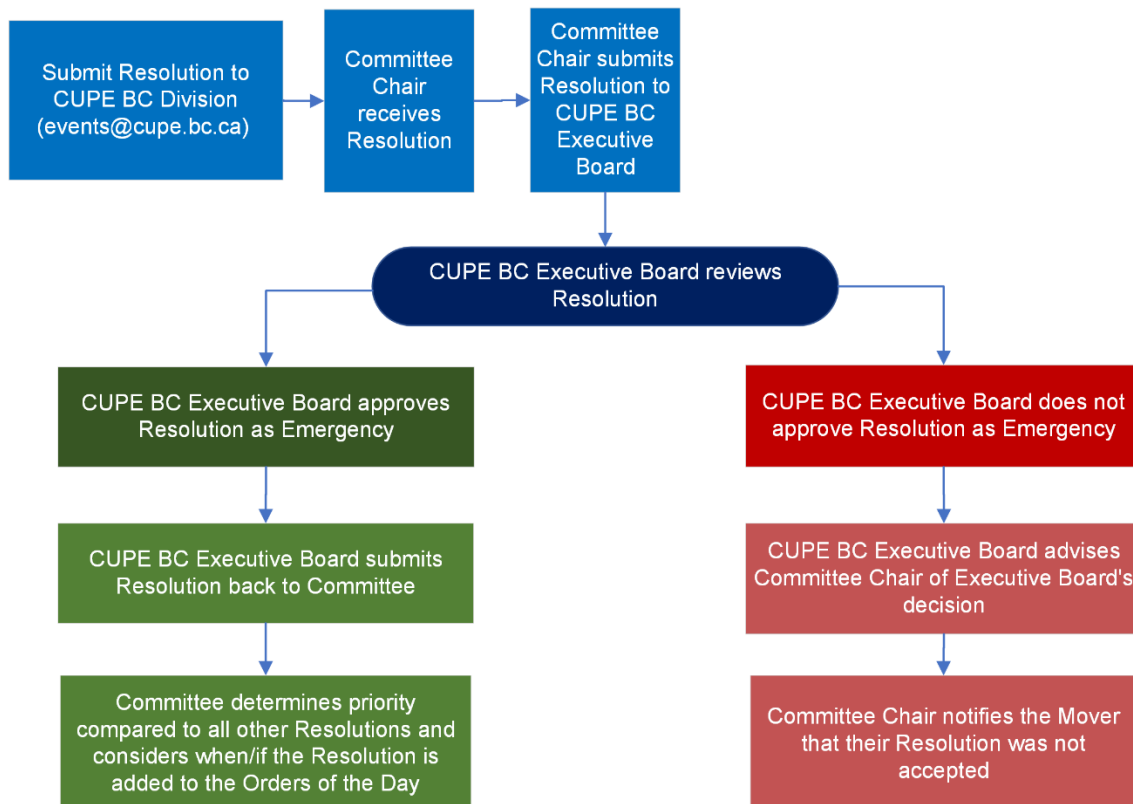 Submit Resolution to
CUPE BC Division
(events@cupe.bc.ca)
Committee
Chair
receives
Resolution
Committee
Chair submits
Resolution to
CUPE BC
Executive
Board
CUPE BC Executive Board reviews
Resolution
CUPE BC Executive Board approves
Resolution as Emergency
CUPE BC Executive Board submits
Resolution back to Committee
Committee determines priority
compared to all other Resolutions and
considers when/if the Resolution is
added to the Orders of the Day
CUPE BC Executive Board does not
approve Resolution as Emergency
CUPE BC Executive Board advises
Committee Chair of Executive Board's
decision
Committee Chair notifies the Mover
that their Resolution was not
accepted